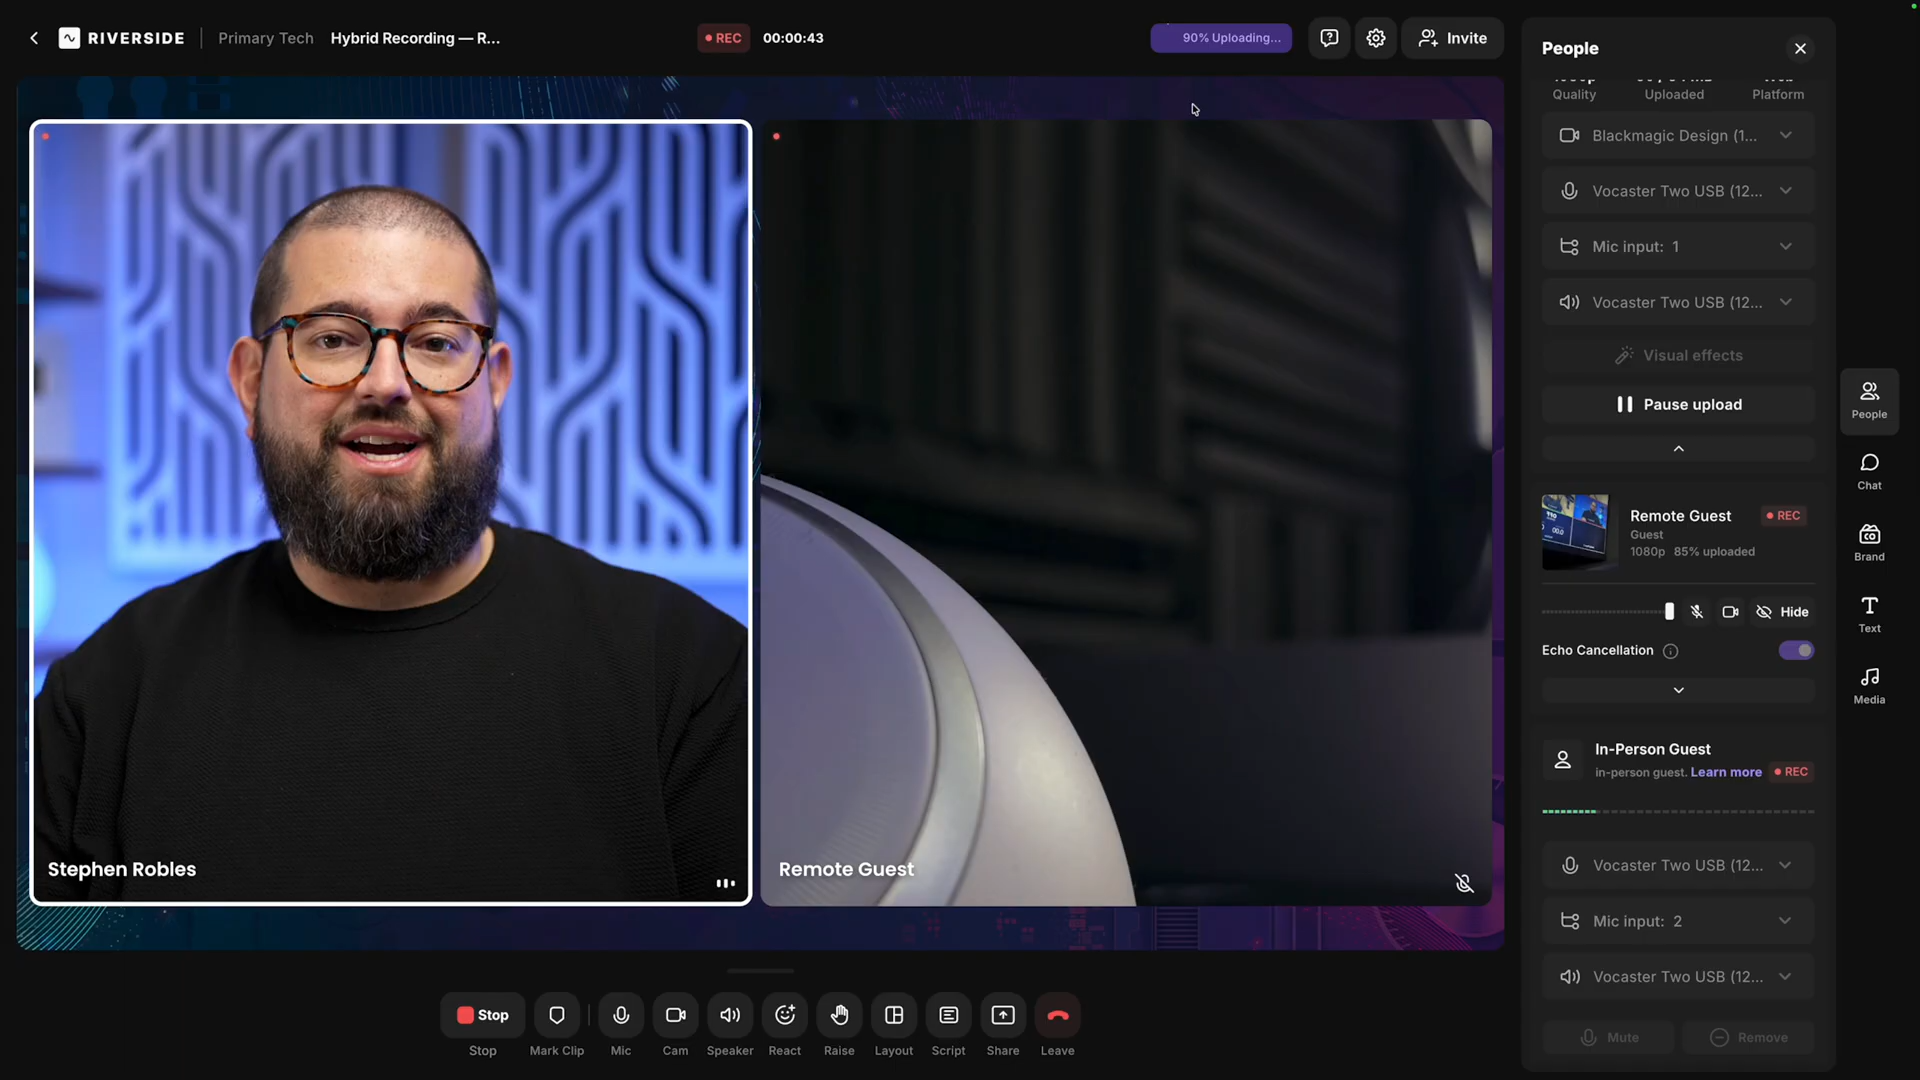 RIVERSIDE
Primary Tech
Hybrid Recording — R...
REC
00:00:43
90% Uploading...
Invite
People
Quality
Uploaded
Platform
Blackmagic Design (1...
Vocaster Two USB (12...
Mic input: 1
Vocaster Two USB (12...
Visual effects
Pause upload
Remote Guest
REC
Guest
1080p 85% uploaded
Hide
Echo Cancellation
In-Person Guest
in-person guest. Learn more
REC
Vocaster Two USB (12...
Mic input: 2
Vocaster Two USB (12...
Mute
Remove
People
Chat
Brand
Text
Media
Stephen Robles
Remote Guest
Stop
Stop
Mark Clip
Mic
Cam
Speaker
React
Raise
Layout
Script
Share
Leave